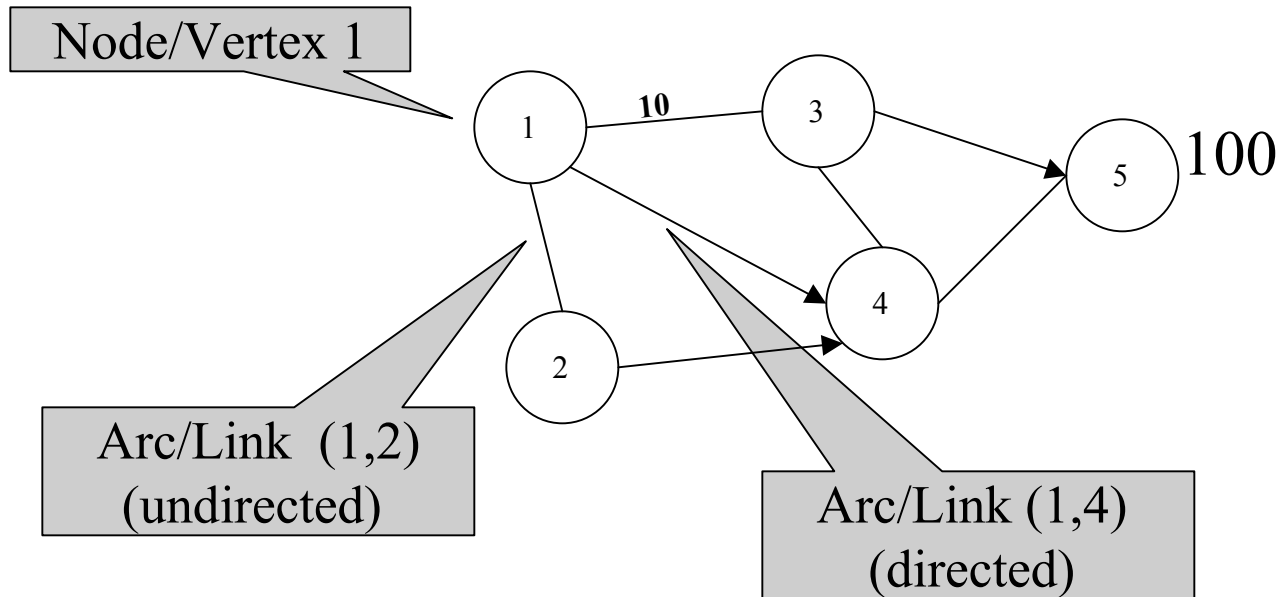 Node/Vertex 1
1
10
3
5
100
4
2
Arc/Link (1,2)
(undirected)
Arc/Link (1,4)
(directed)